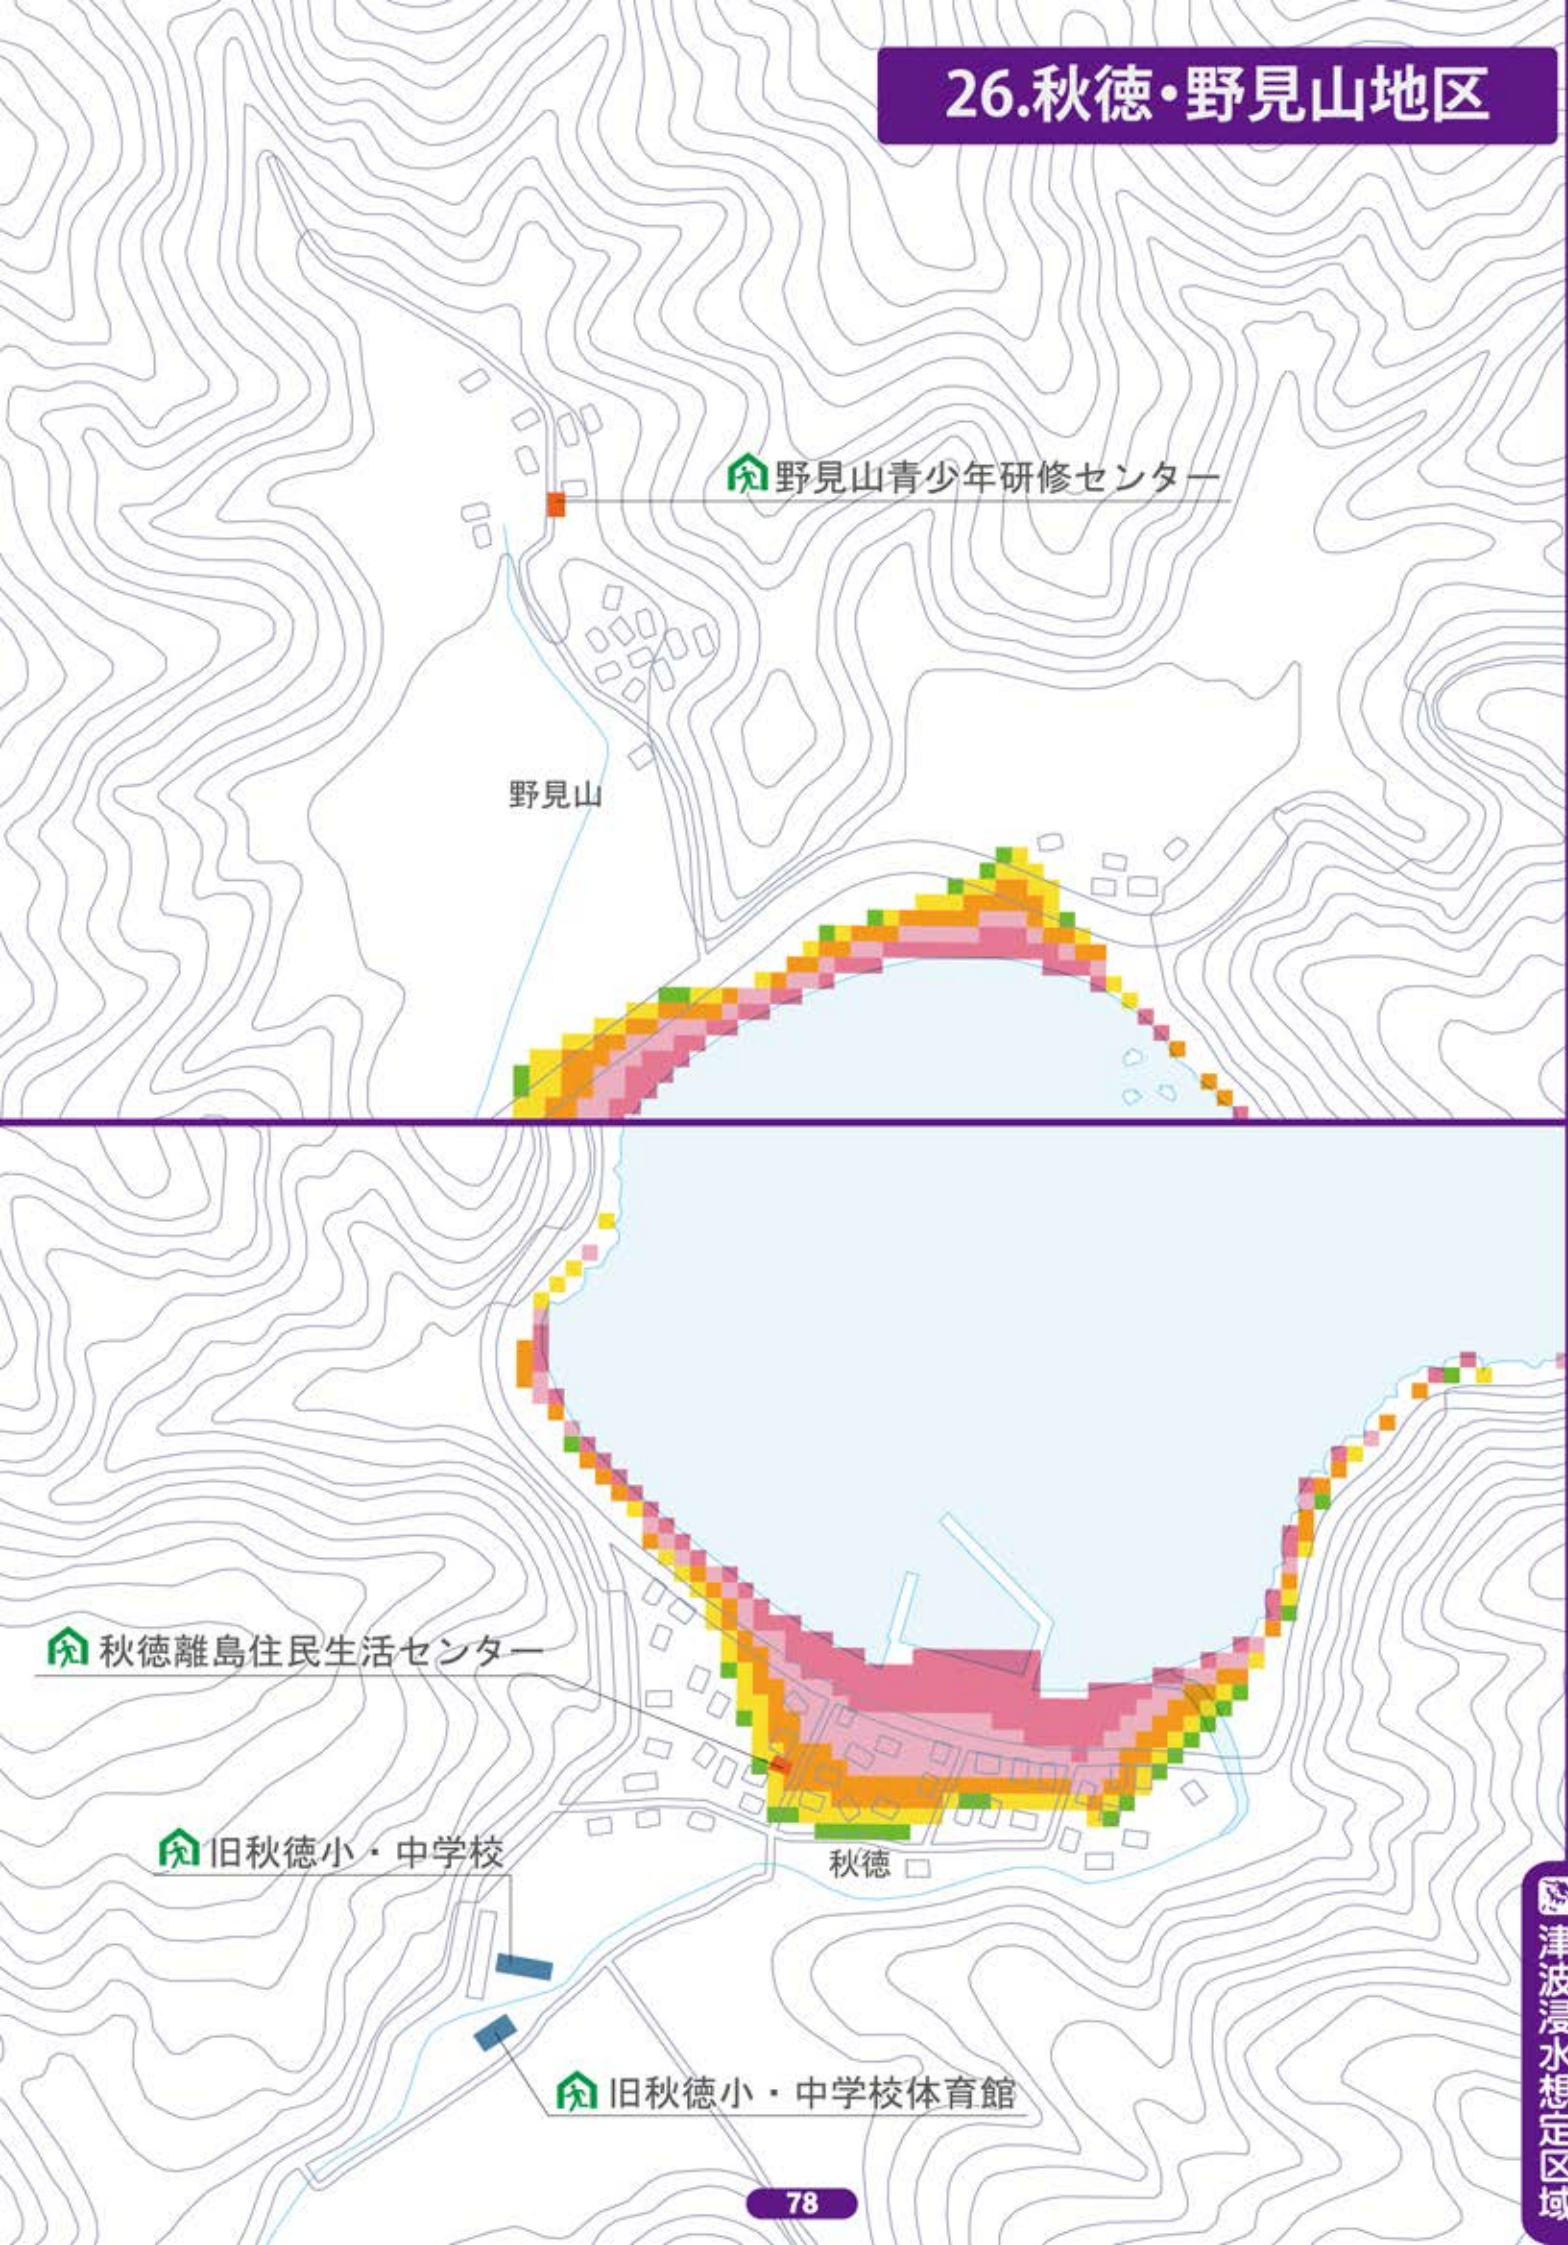 26.秋徳・野見山地区
野見山青少年研修センター
野見山
秋徳離島住民生活センター
旧秋徳小・中学校
秋徳
旧秋徳小・中学校体育館
津波浸水想定区域
78